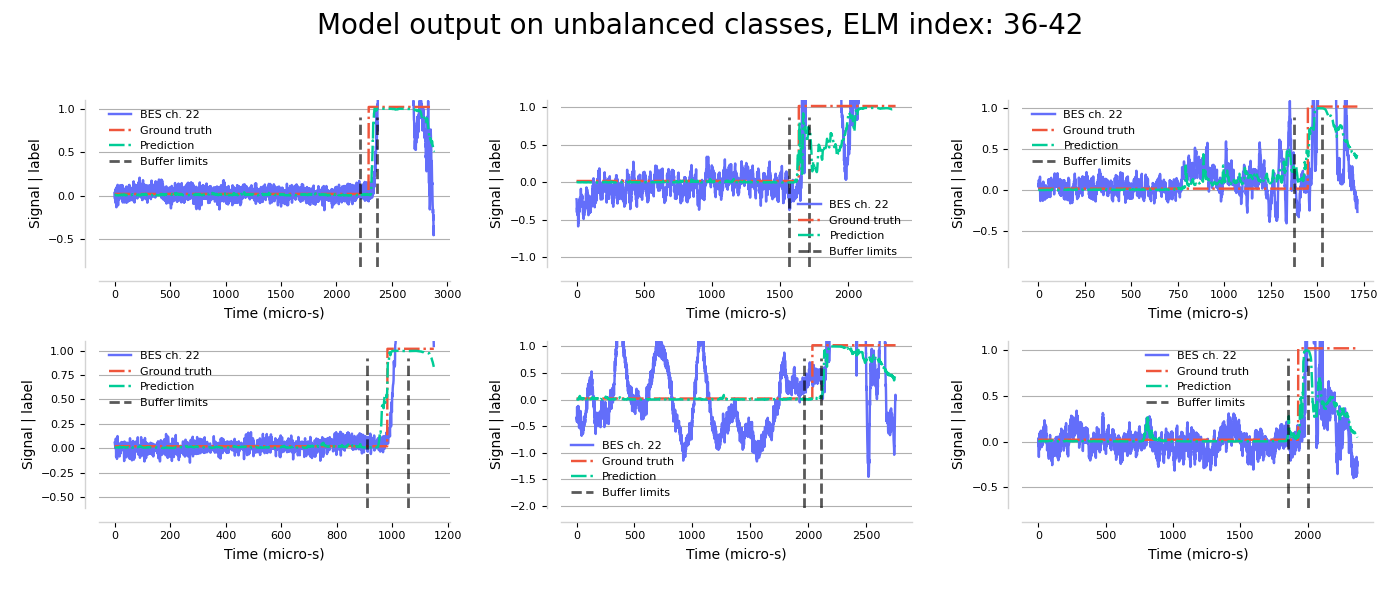 Model output on unbalanced classes, ELM index: 36-42
Signal | label
1.0
0.5
0.0
−0.5
BES ch. 22
Ground truth
Prediction
Buffer limits
0 500 1000 1500 2000 2500 3000
Time (micro-s)
Signal | label
1.0
0.5
0.0
−0.5
−1.0
BES ch. 22
Ground truth
Prediction
Buffer limits
0 500 1000 1500 2000
Time (micro-s)
Signal | label
1.0
0.5
0.0
−0.5
BES ch. 22
Ground truth
Prediction
Buffer limits
0 250 500 750 1000 1250 1500 1750
Time (micro-s)
Signal | label
1.00
0.75
0.50
0.25
0.00
−0.25
−0.50
BES ch. 22
Ground truth
Prediction
Buffer limits
0 200 400 600 800 1000 1200
Time (micro-s)
Signal | label
1.0
0.5
0.0
−0.5
−1.0
−1.5
−2.0
BES ch. 22
Ground truth
Prediction
Buffer limits
0 500 1000 1500 2000 2500
Time (micro-s)
Signal | label
1.0
0.5
0.0
−0.5
BES ch. 22
Ground truth
Prediction
Buffer limits
0 500 1000 1500 2000
Time (micro-s)